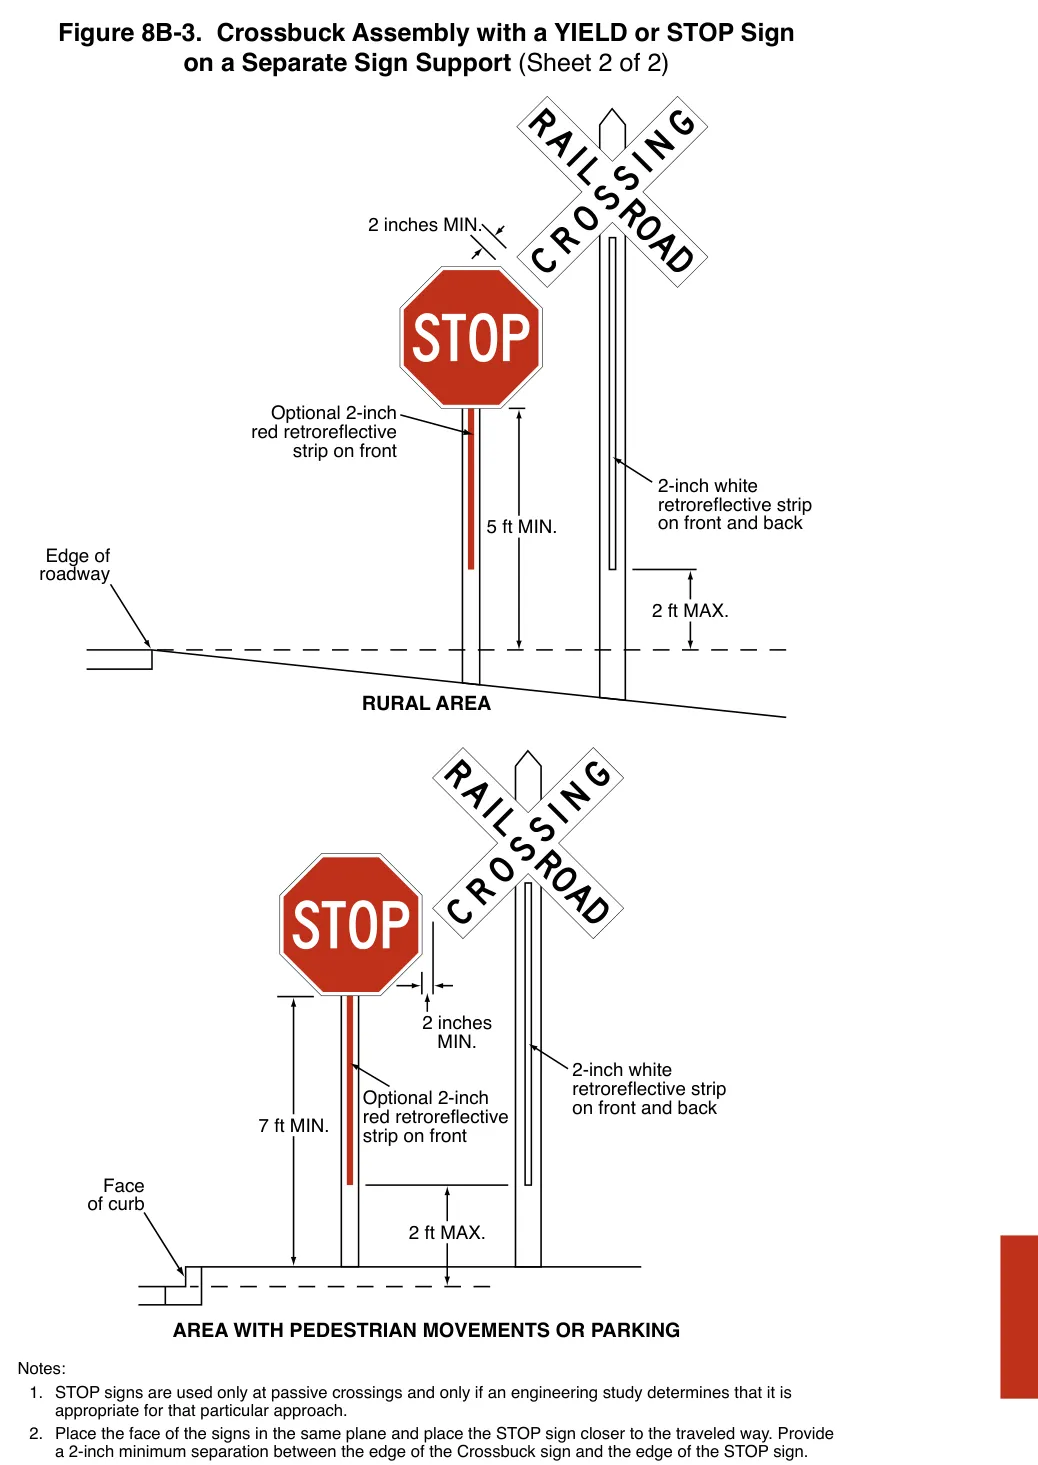 Figure 8B-3.  Crossbuck Assembly with a YIELD or STOP Sign
on a Separate Sign Support (Sheet 2 of 2)
RAILROAD
CROSSING
2 inches MIN.
STOP
Optional 2-inch
red retroreflective
strip on front
2-inch white
retroreflective strip
on front and back
5 ft MIN.
Edge of
roadway
2 ft MAX.
RURAL AREA
RAILROAD
CROSSING
STOP
2 inches
MIN.
2-inch white
retroreflective strip
on front and back
Optional 2-inch
red retroreflective
strip on front
7 ft MIN.
Face
of curb
2 ft MAX.
AREA WITH PEDESTRIAN MOVEMENTS OR PARKING
Notes:
1. STOP signs are used only at passive crossings and only if an engineering study determines that it is
appropriate for that particular approach.
2. Place the face of the signs in the same plane and place the STOP sign closer to the traveled way. Provide
a 2-inch minimum separation between the edge of the Crossbuck sign and the edge of the STOP sign.